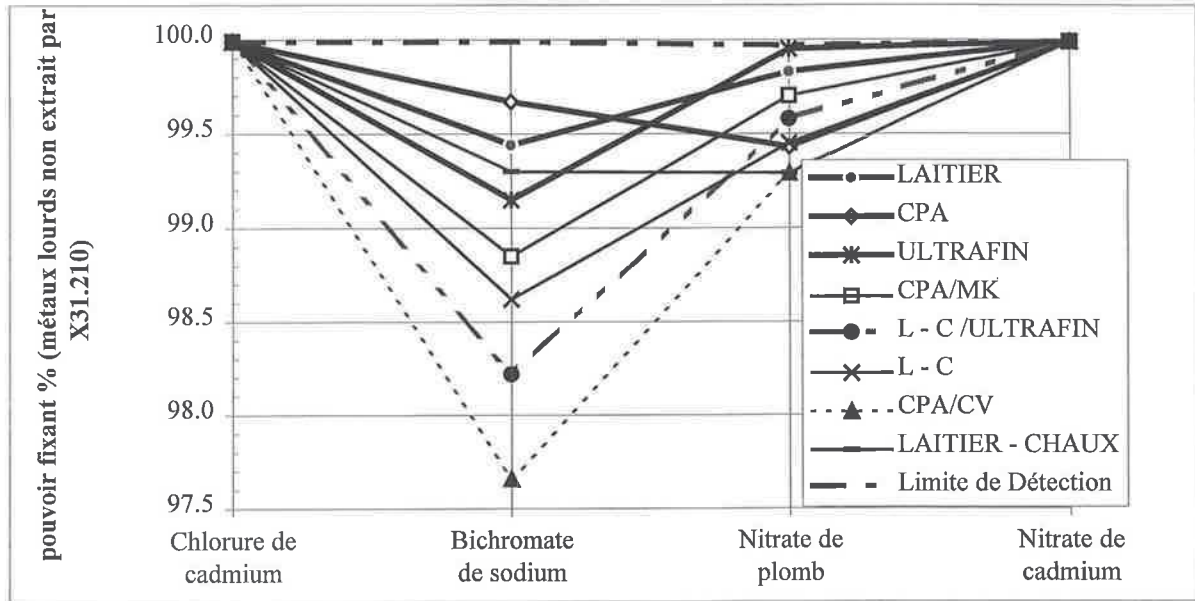 pouvoir fixant % (métaux lourds non extrait par
X31.210)
100.0
99.5
99.0
98.5
98.0
97.5
LAITIER
CPA
ULTRAFIN
CPA/MK
L - C /ULTRAFIN
L - C
CPA/CV
LAITIER - CHAUX
Limite de Détection
Chlorure de
cadmium
Bichromate
de sodium
Nitrate de
plomb
Nitrate de
cadmium